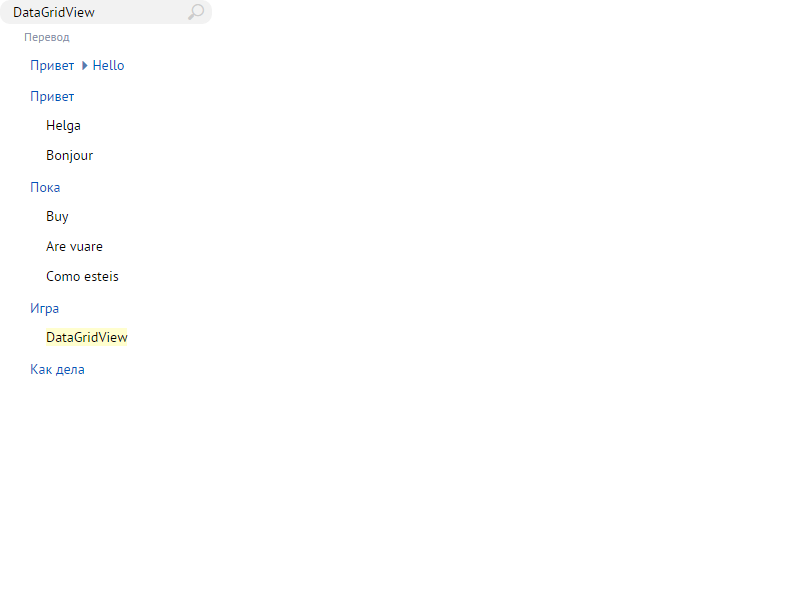 DataGridView
Перевод
Привет Hello
Привет
Helga
Bonjour
Пока
Buy
Are vuare
Como esteis
Игра
DataGridView
Как дела